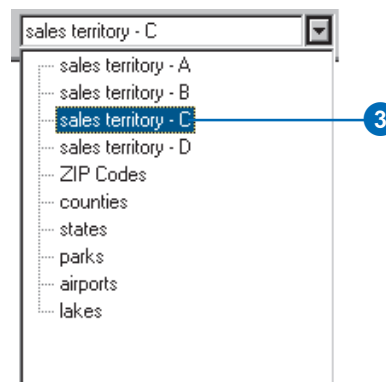 sales territory - C
sales territory - A
sales territory - B
sales territory - C
3
sales territory - D
ZIP Codes
counties
states
parks
airports
lakes